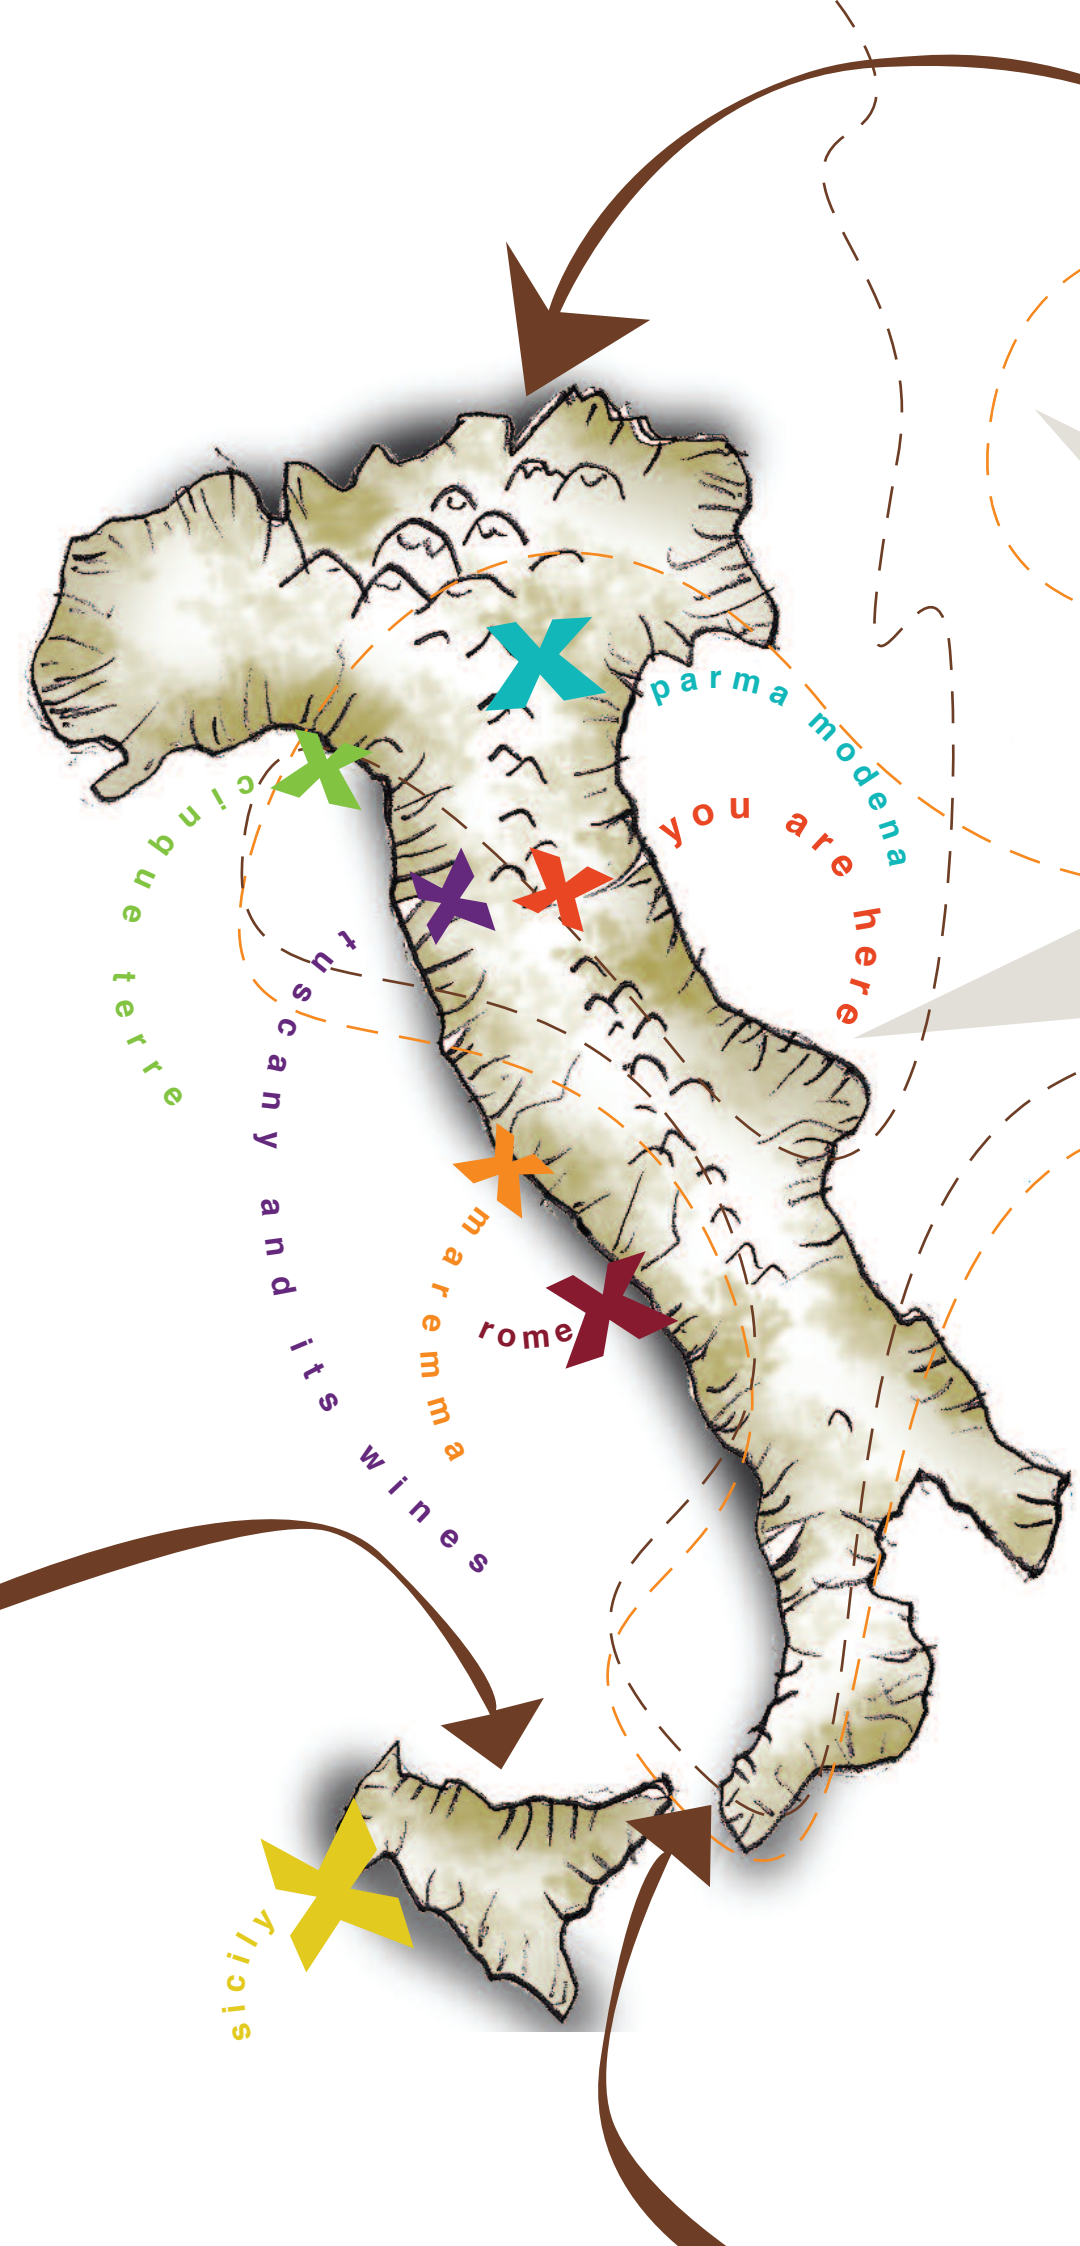 parma modena
you are here
cinque terre
tuscany and its wines
maremma
rome
sicily